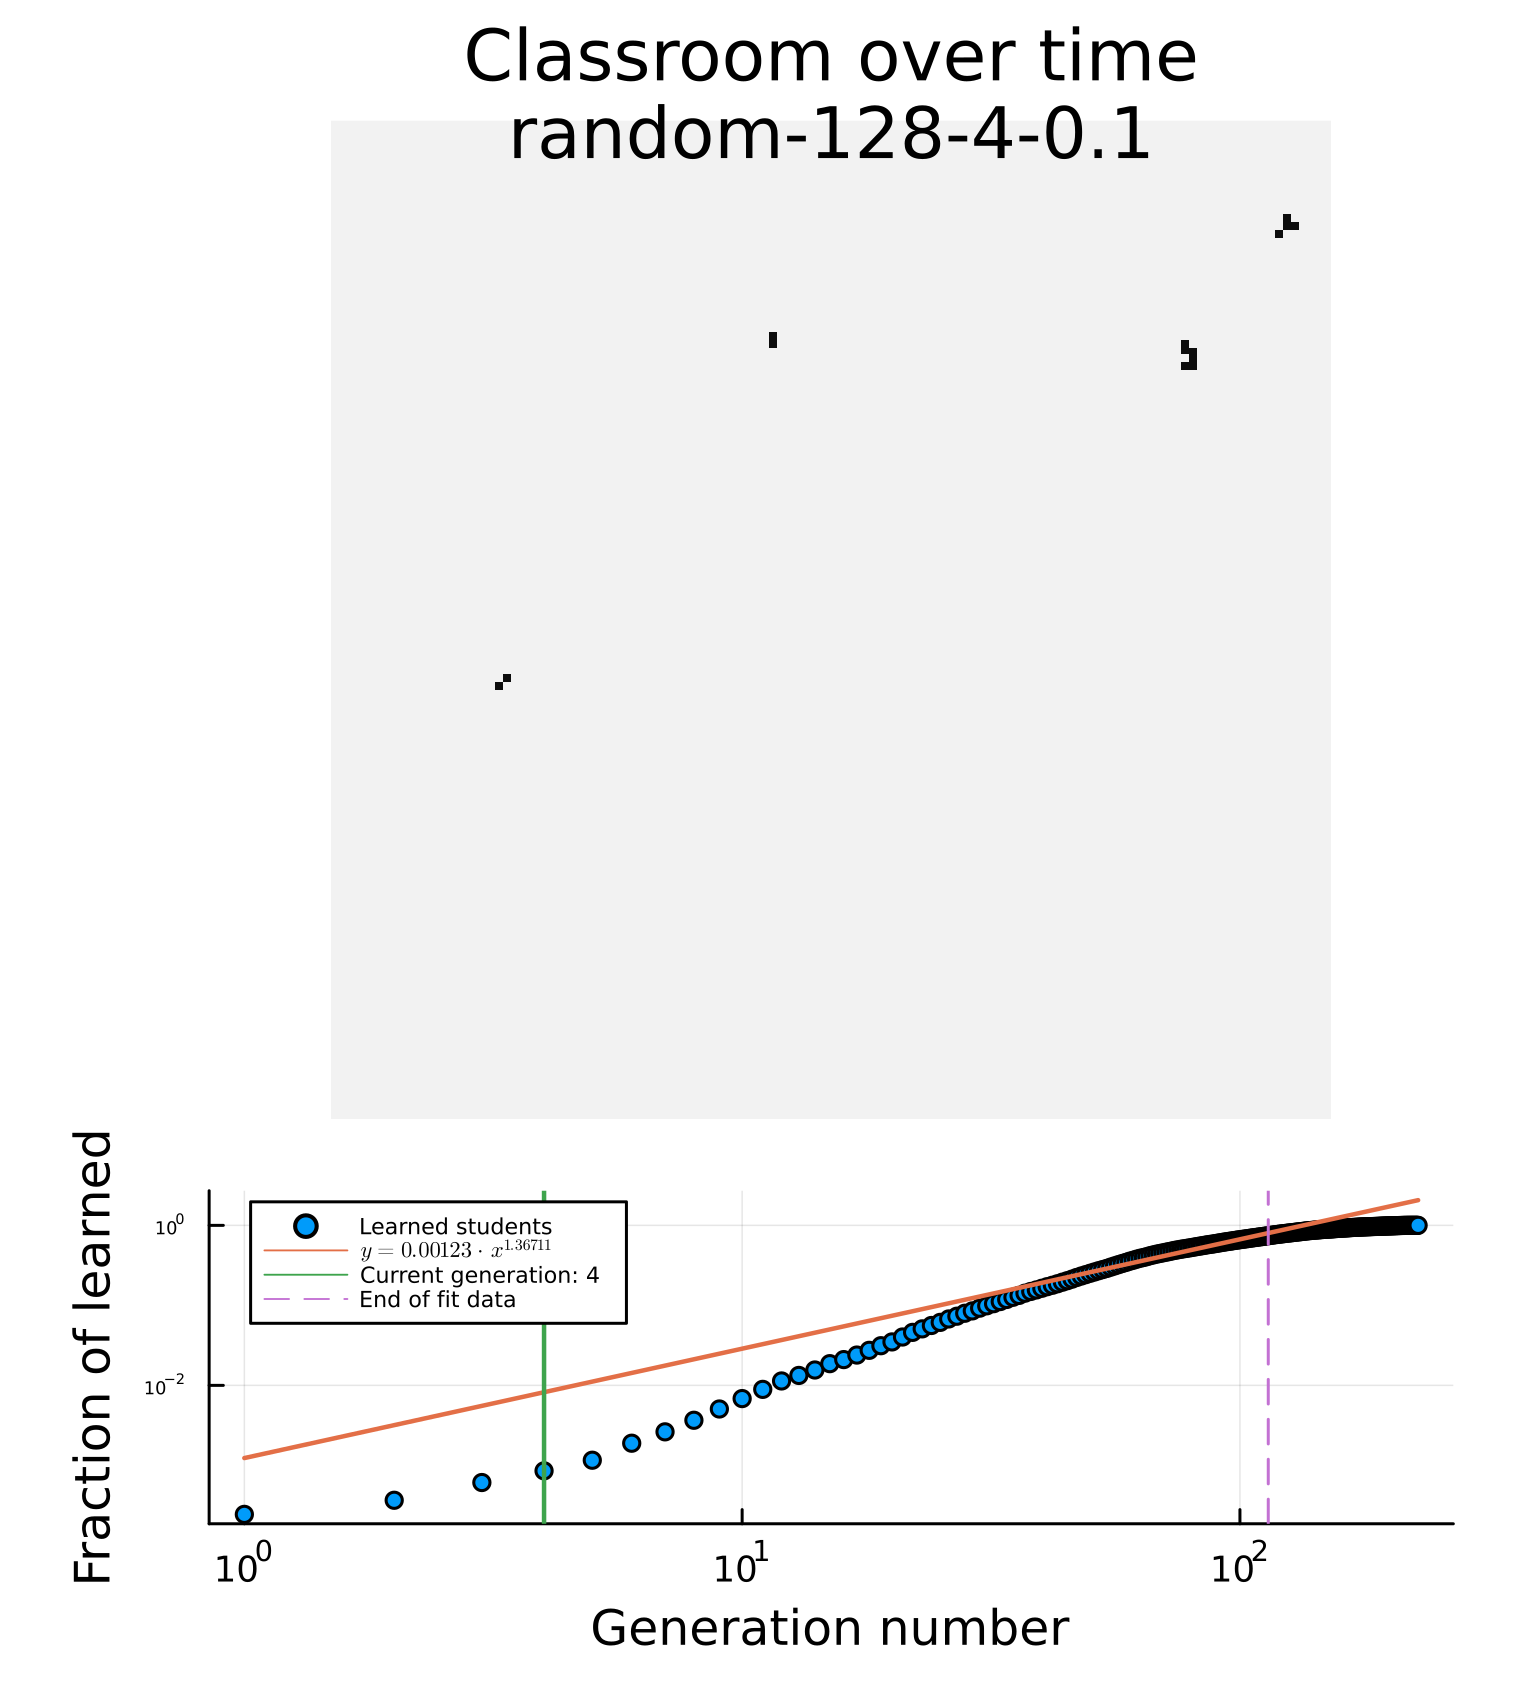 Classroom over time
random-128-4-0.1
Fraction of learned
10^0
10^−2
Learned students
y = 0.00123 · x^1.36711
Current generation: 4
End of fit data
10^0 10^1 10^2
Generation number